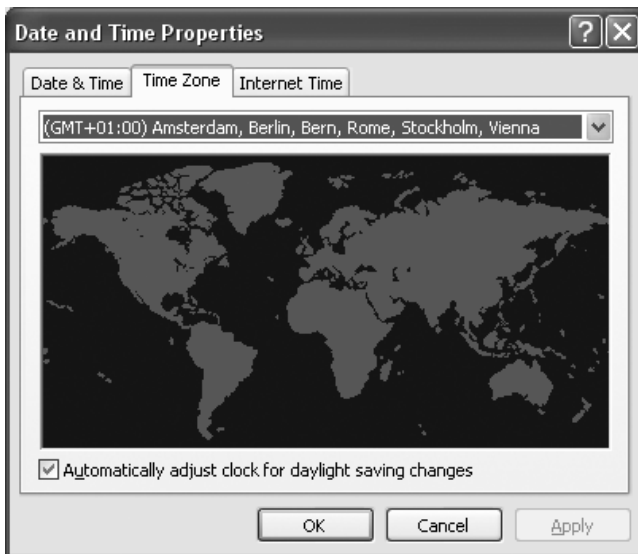 Date and Time Properties
Date & Time Time Zone Internet Time
(GMT+01:00) Amsterdam, Berlin, Bern, Rome, Stockholm, Vienna
Automatically adjust clock for daylight saving changes
OK Cancel Apply